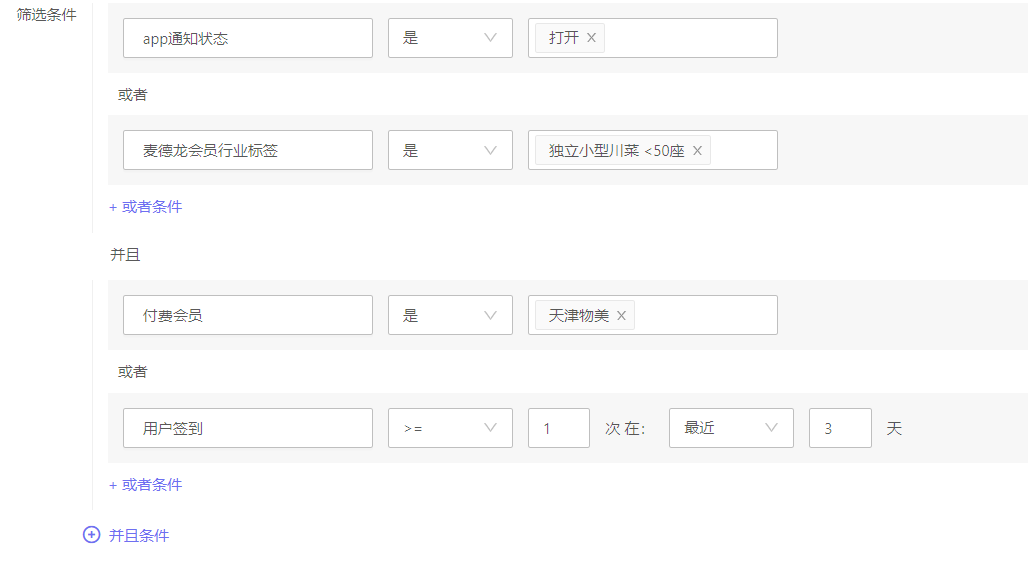 筛选条件
app通知状态 是 打开 ×
或者
麦德龙会员行业标签 是 独立小型川菜 <50座 ×
+ 或者条件
并且
付费会员 是 天津物美 ×
或者
用户签到 >= 1 次 在： 最近 3 天
+ 或者条件
并且条件